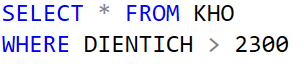 SELECT * FROM KHO
WHERE DIENTICH > 2300